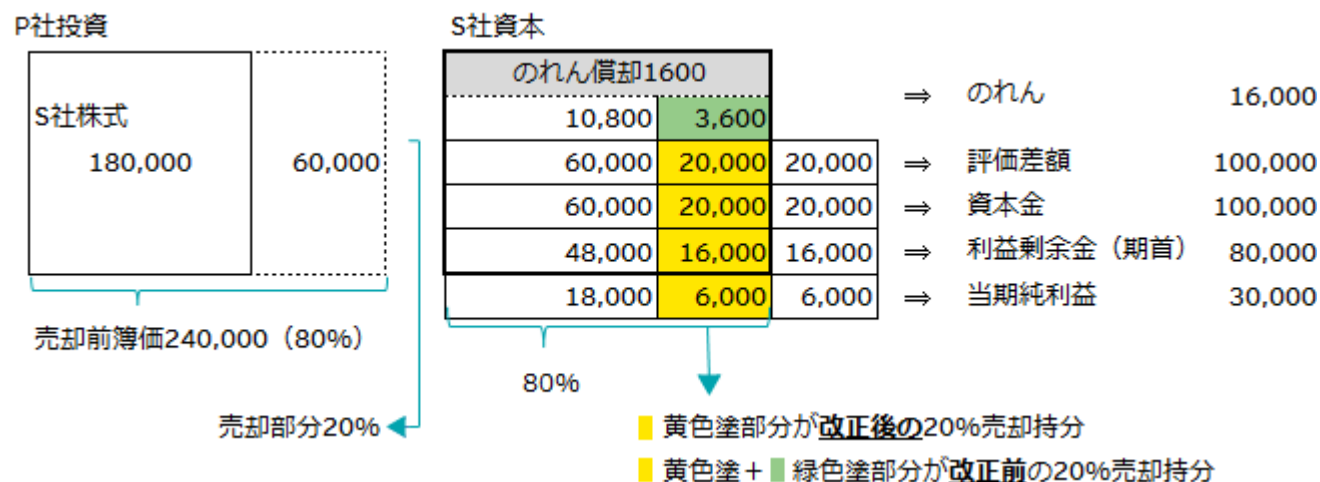 P社投資
S社資本
のれん償却1600
S社株式
10,800 3,600 ⇒ のれん 16,000
180,000 60,000
60,000 20,000 20,000 ⇒ 評価差額 100,000
60,000 20,000 20,000 ⇒ 資本金 100,000
48,000 16,000 16,000 ⇒ 利益剰余金（期首） 80,000
18,000 6,000 6,000 ⇒ 当期純利益 30,000
売却前簿価240,000（80%）
80%
売却部分20%
黄色塗部分が改正後の20%売却持分
黄色塗＋ 緑色塗部分が改正前の20%売却持分